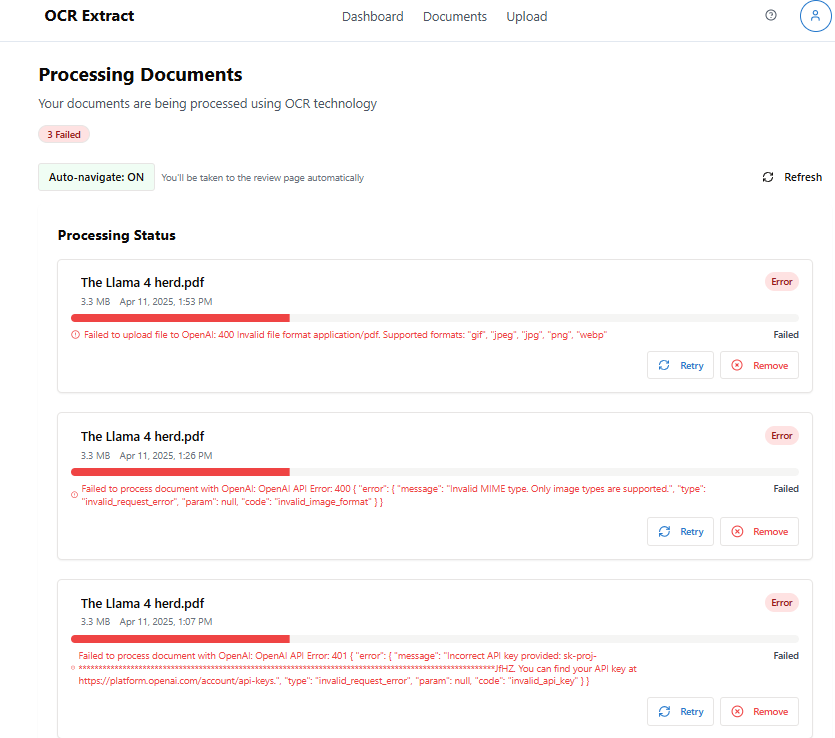 OCR Extract
Dashboard Documents Upload
Processing Documents
Your documents are being processed using OCR technology
3 Failed
Auto-navigate: ON You'll be taken to the review page automatically
Refresh
Processing Status
The Llama 4 herd.pdf
Error
3.3 MB Apr 11, 2025, 1:53 PM
Failed to upload file to OpenAI: 400 Invalid file format application/pdf. Supported formats: "gif", "jpeg", "jpg", "png", "webp"
Failed
Retry Remove
The Llama 4 herd.pdf
Error
3.3 MB Apr 11, 2025, 1:26 PM
Failed to process document with OpenAI: OpenAI API Error: 400 { "error": { "message": "Invalid MIME type. Only image types are supported.", "type":
"invalid_request_error", "param": null, "code": "invalid_image_format" } }
Failed
Retry Remove
The Llama 4 herd.pdf
Error
3.3 MB Apr 11, 2025, 1:07 PM
Failed to process document with OpenAI: OpenAI API Error: 401 { "error": { "message": "Incorrect API key provided: sk-proj-
********************************************************************************************************JfHZ. You can find your API key at
https://platform.openai.com/account/api-keys.", "type": "invalid_request_error", "param": null, "code": "invalid_api_key" } }
Failed
Retry Remove